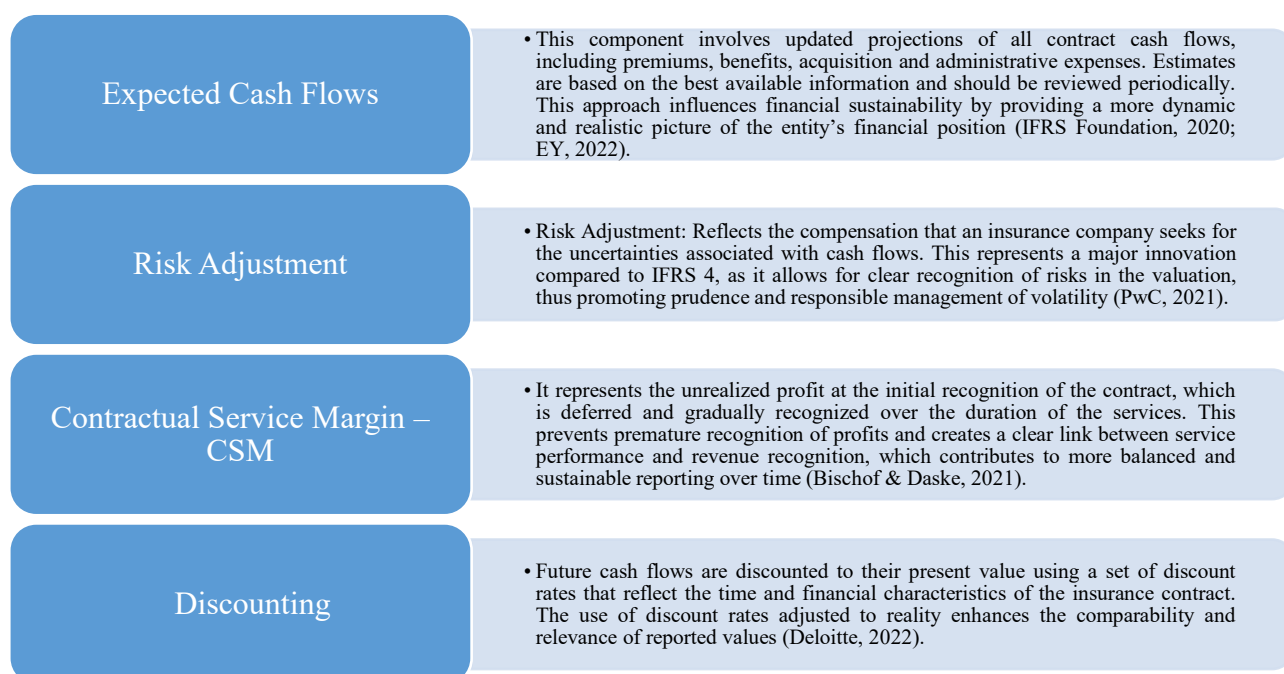 Expected Cash Flows
• This component involves updated projections of all contract cash flows,
including premiums, benefits, acquisition and administrative expenses. Estimates
are based on the best available information and should be reviewed periodically.
This approach influences financial sustainability by providing a more dynamic
and realistic picture of the entity’s financial position (IFRS Foundation, 2020;
EY, 2022).
Risk Adjustment
• Risk Adjustment: Reflects the compensation that an insurance company seeks for
the uncertainties associated with cash flows. This represents a major innovation
compared to IFRS 4, as it allows for clear recognition of risks in the valuation,
thus promoting prudence and responsible management of volatility (PwC, 2021).
Contractual Service Margin –
CSM
• It represents the unrealized profit at the initial recognition of the contract, which
is deferred and gradually recognized over the duration of the services. This
prevents premature recognition of profits and creates a clear link between service
performance and revenue recognition, which contributes to more balanced and
sustainable reporting over time (Bischof & Daske, 2021).
Discounting
• Future cash flows are discounted to their present value using a set of discount
rates that reflect the time and financial characteristics of the insurance contract.
The use of discount rates adjusted to reality enhances the comparability and
relevance of reported values (Deloitte, 2022).